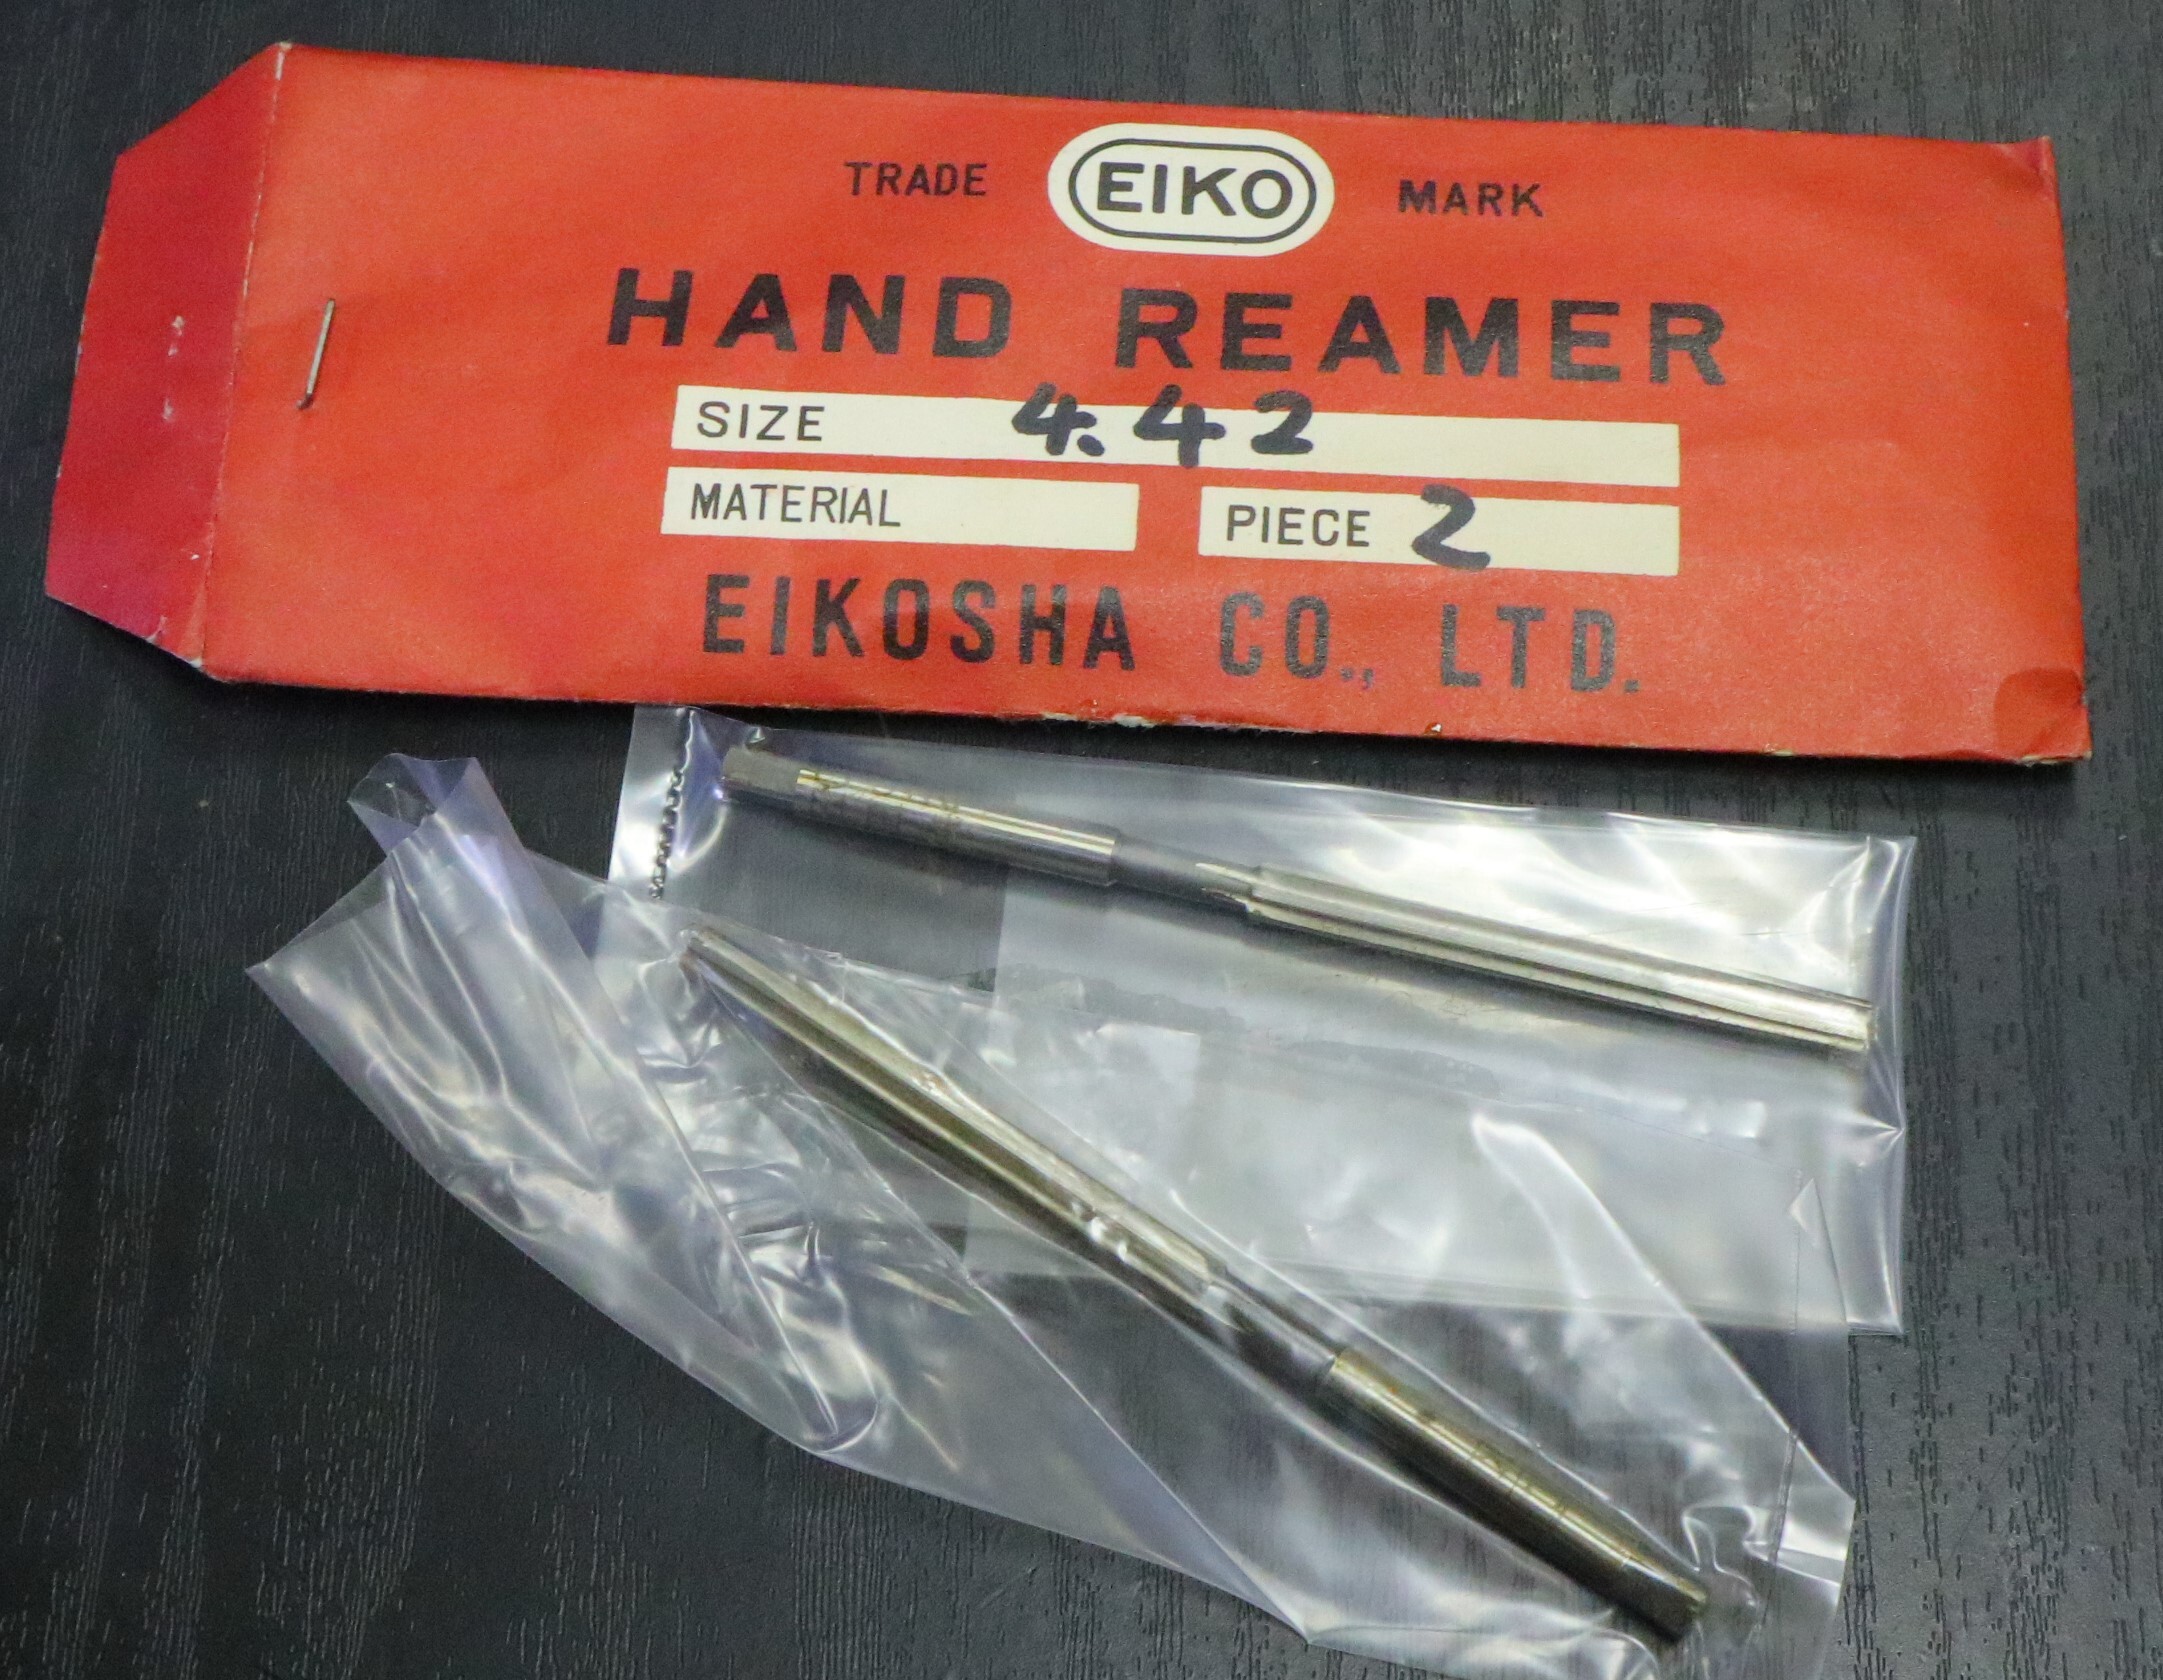 TRADE EIKO MARK
HAND REAMER
SIZE 4.42
MATERIAL PIECE 2
EIKOSHA CO., LTD.